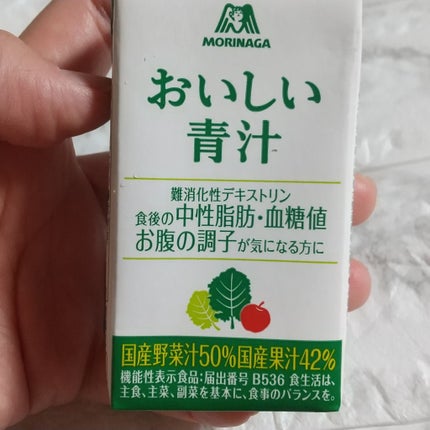 MORINAGA
おいしい
青汁
難消化性デキストリン
食後の中性脂肪・血糖値
お腹の調子が気になる方に
国産野菜汁50%国産果汁42%
機能性表示食品:届出番号 B536 食生活は、
主食、主菜、副菜を基本に、食事のバランスを。